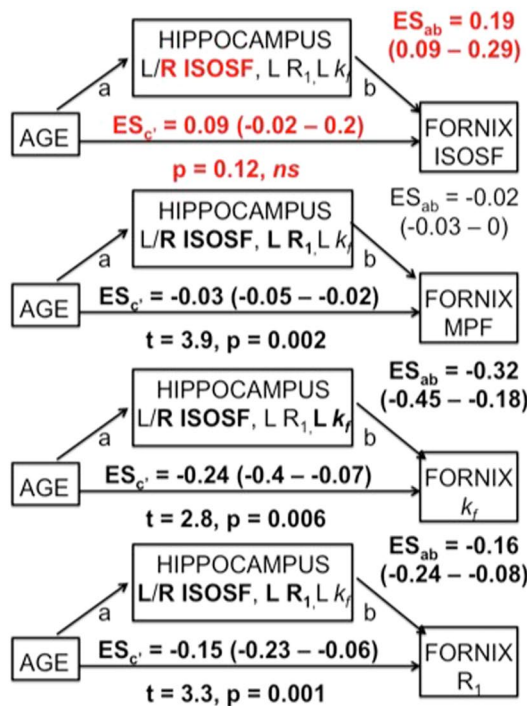 HIPPOCAMPUS
L/R ISOSF, L R1, L kf
ESab = 0.19
(0.09 – 0.29)
a
b
AGE
ESc' = 0.09 (-0.02 – 0.2)
FORNIX
ISOSF
p = 0.12, ns
HIPPOCAMPUS
L/R ISOSF, L R1, L kf
ESab = -0.02
(-0.03 – 0)
a
b
AGE
ESc' = -0.03 (-0.05 – -0.02)
FORNIX
MPF
t = 3.9, p = 0.002
HIPPOCAMPUS
L/R ISOSF, L R1, L kf
ESab = -0.32
(-0.45 – -0.18)
a
b
AGE
ESc' = -0.24 (-0.4 – -0.07)
FORNIX
kf
t = 2.8, p = 0.006
HIPPOCAMPUS
L/R ISOSF, L R1, L kf
ESab = -0.16
(-0.24 – -0.08)
a
b
AGE
ESc' = -0.15 (-0.23 – -0.06)
FORNIX
R1
t = 3.3, p = 0.001